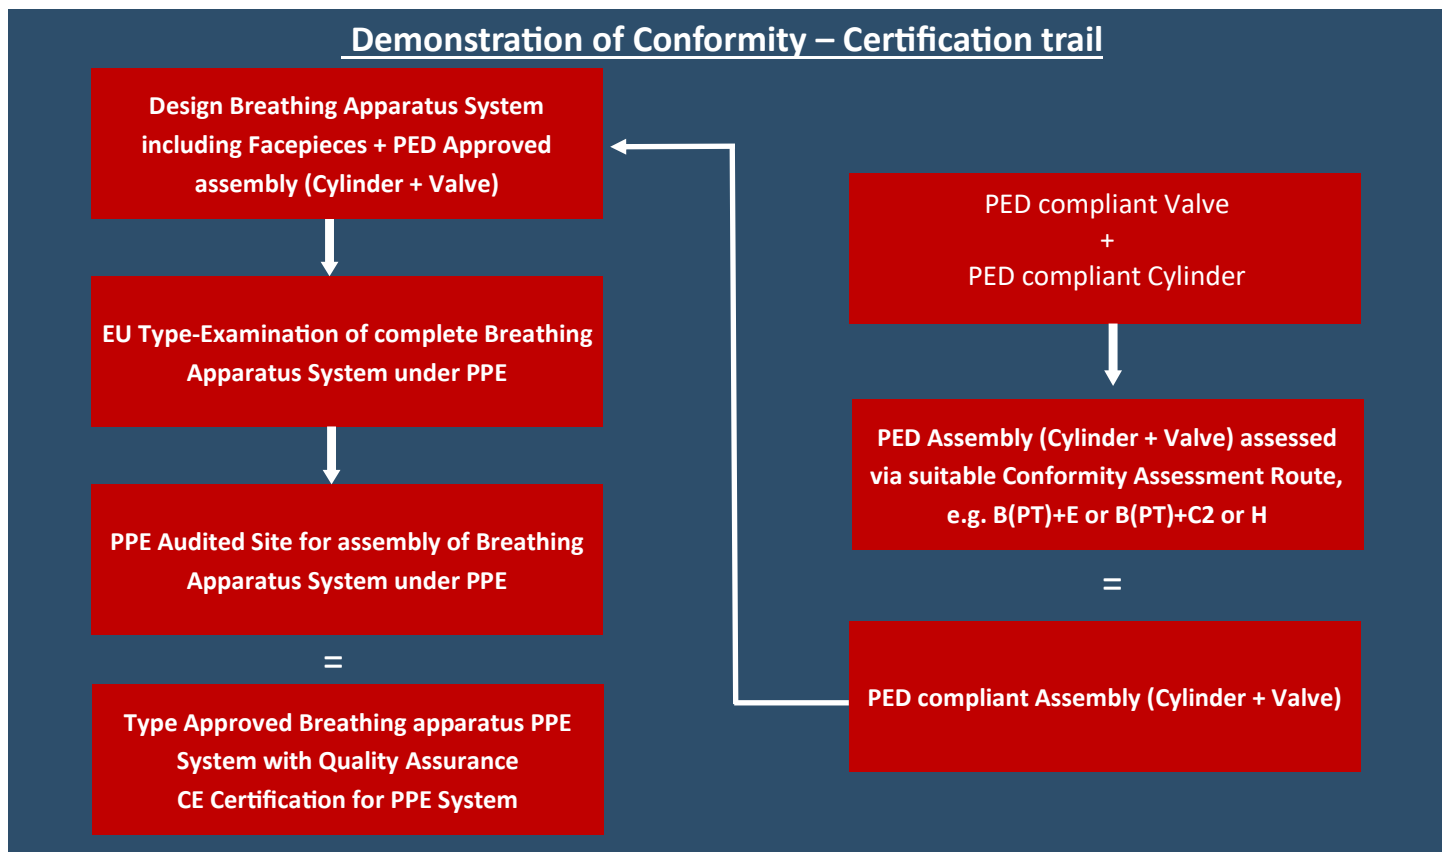 Demonstration of Conformity – Certification trail
Design Breathing Apparatus System
including Facepieces + PED Approved
assembly (Cylinder + Valve)
EU Type-Examination of complete Breathing
Apparatus System under PPE
PPE Audited Site for assembly of Breathing
Apparatus System under PPE
=
Type Approved Breathing apparatus PPE
System with Quality Assurance
CE Certification for PPE System
PED compliant Valve
+
PED compliant Cylinder
PED Assembly (Cylinder + Valve) assessed
via suitable Conformity Assessment Route,
e.g. B(PT)+E or B(PT)+C2 or H
=
PED compliant Assembly (Cylinder + Valve)